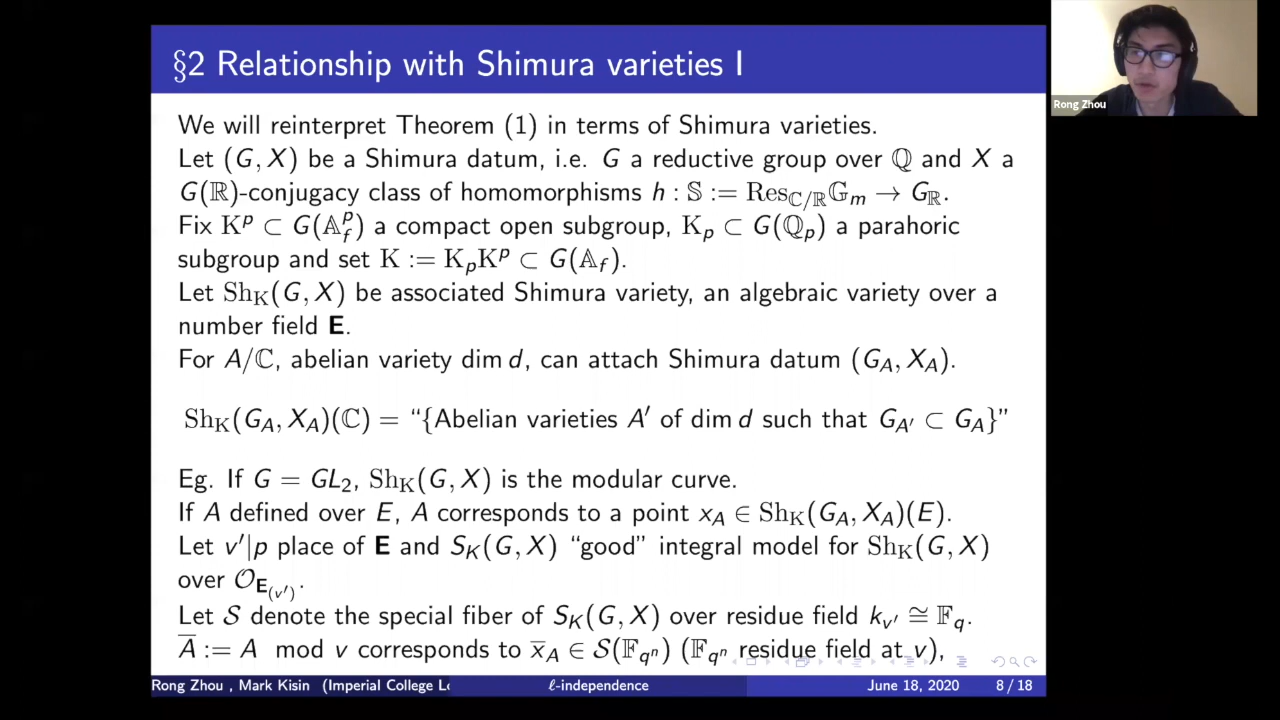 §2 Relationship with Shimura varieties I
Rong Zhou
We will reinterpret Theorem (1) in terms of Shimura varieties.
Let (G, X) be a Shimura datum, i.e. G a reductive group over ℚ and X a
G(ℝ)-conjugacy class of homomorphisms h : 𝕊 := Res_{ℂ/ℝ}𝔾_m → G_ℝ.
Fix K^p ⊂ G(𝔸_f^p) a compact open subgroup, K_p ⊂ G(ℚ_p) a parahoric
subgroup and set K := K_pK^p ⊂ G(𝔸_f).
Let Sh_K(G, X) be associated Shimura variety, an algebraic variety over a
number field E.
For A/ℂ, abelian variety dim d, can attach Shimura datum (G_A, X_A).
Sh_K(G_A, X_A)(ℂ) = “{Abelian varieties A′ of dim d such that G_{A′} ⊂ G_A}”
Eg. If G = GL_2, Sh_K(G, X) is the modular curve.
If A defined over E, A corresponds to a point x_A ∈ Sh_K(G_A, X_A)(E).
Let v′|p place of E and S_K(G, X) “good” integral model for Sh_K(G, X)
over 𝒪_{E_{(v′)}}.
Let 𝒮 denote the special fiber of S_K(G, X) over residue field k_{v′} ≅ 𝔽_q.
A̅ := A mod v corresponds to x̅_A ∈ 𝒮(𝔽_{q^n}) (𝔽_{q^n} residue field at v),
Rong Zhou , Mark Kisin (Imperial College Lo
ℓ-independence
June 18, 2020
8 / 18